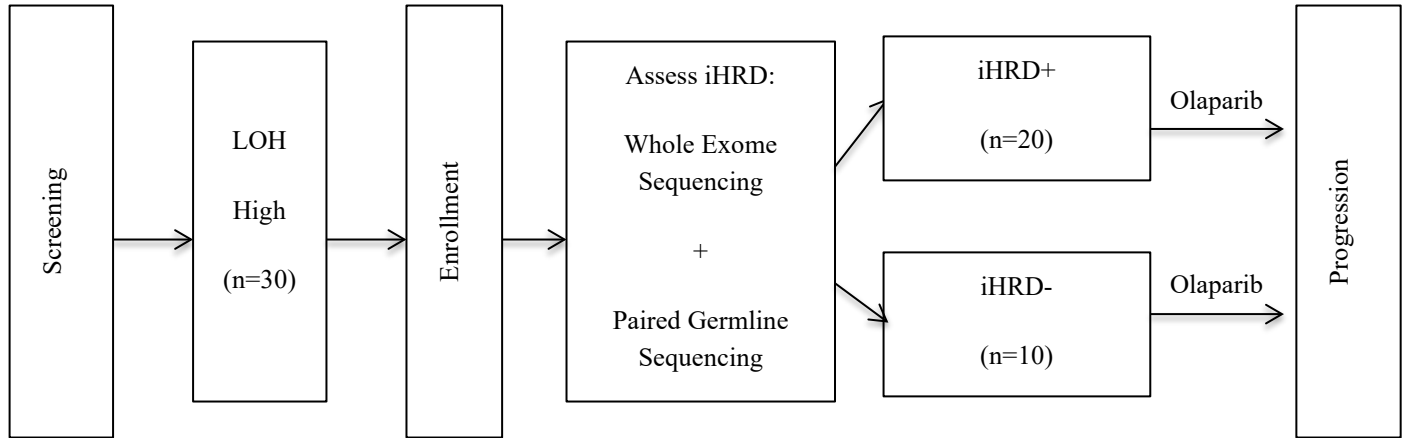 Screening
LOH
High
(n=30)
Enrollment
Assess iHRD:
Whole Exome
Sequencing
+
Paired Germline
Sequencing
iHRD+
(n=20)
Olaparib
iHRD-
(n=10)
Olaparib
Progression